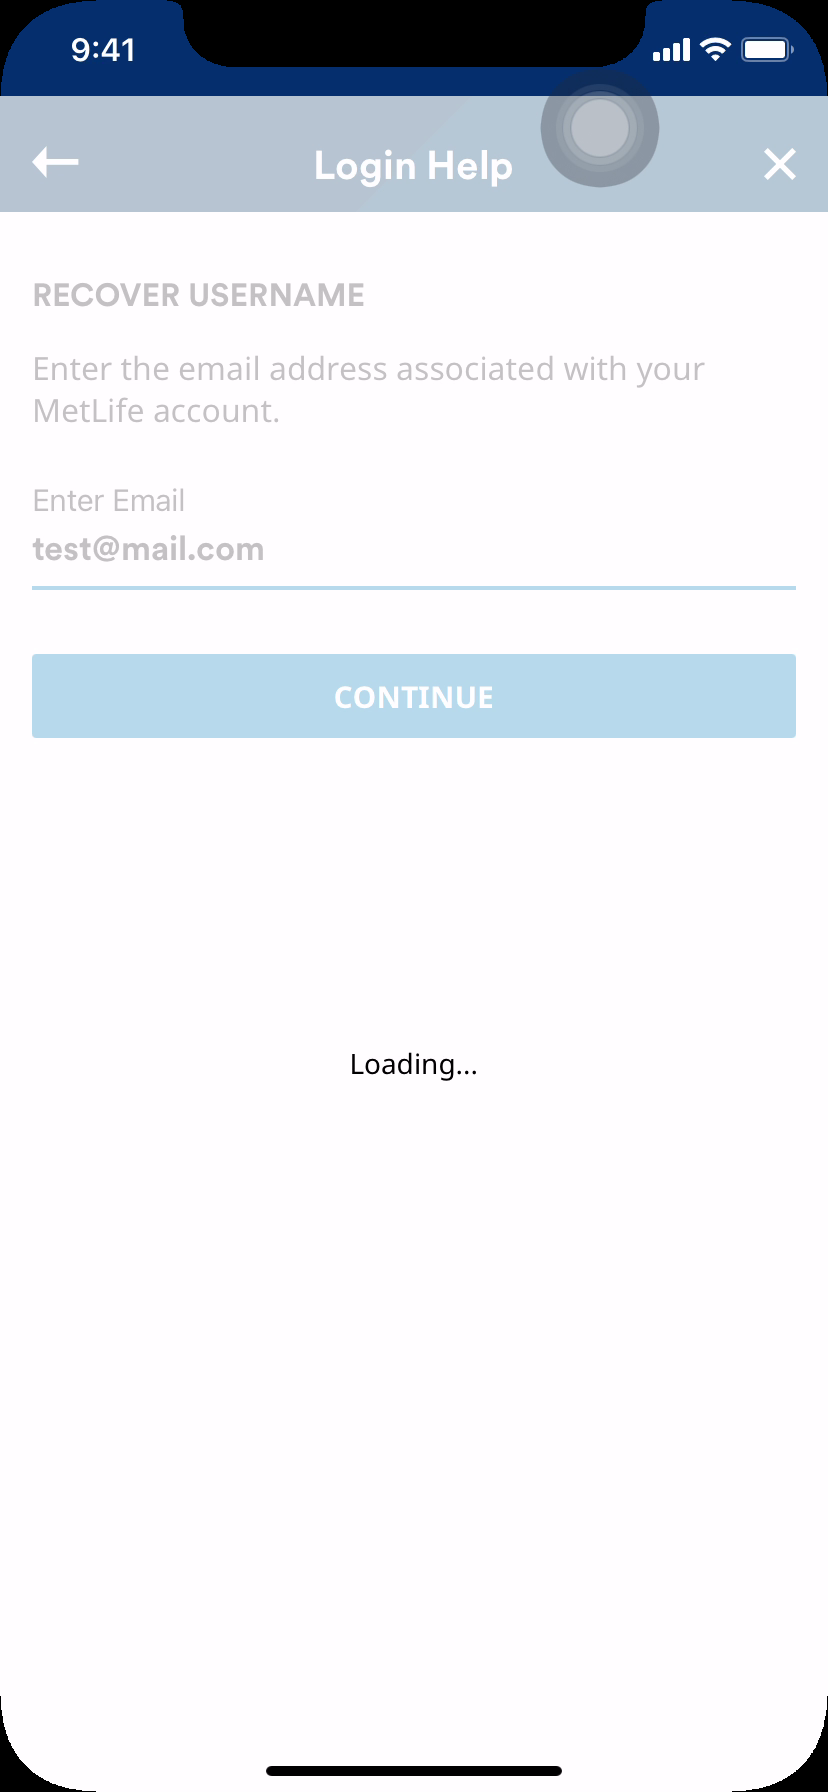 9:41
Login Help
RECOVER USERNAME
Enter the email address associated with your
MetLife account.
Enter Email
test@mail.com
CONTINUE
Loading...